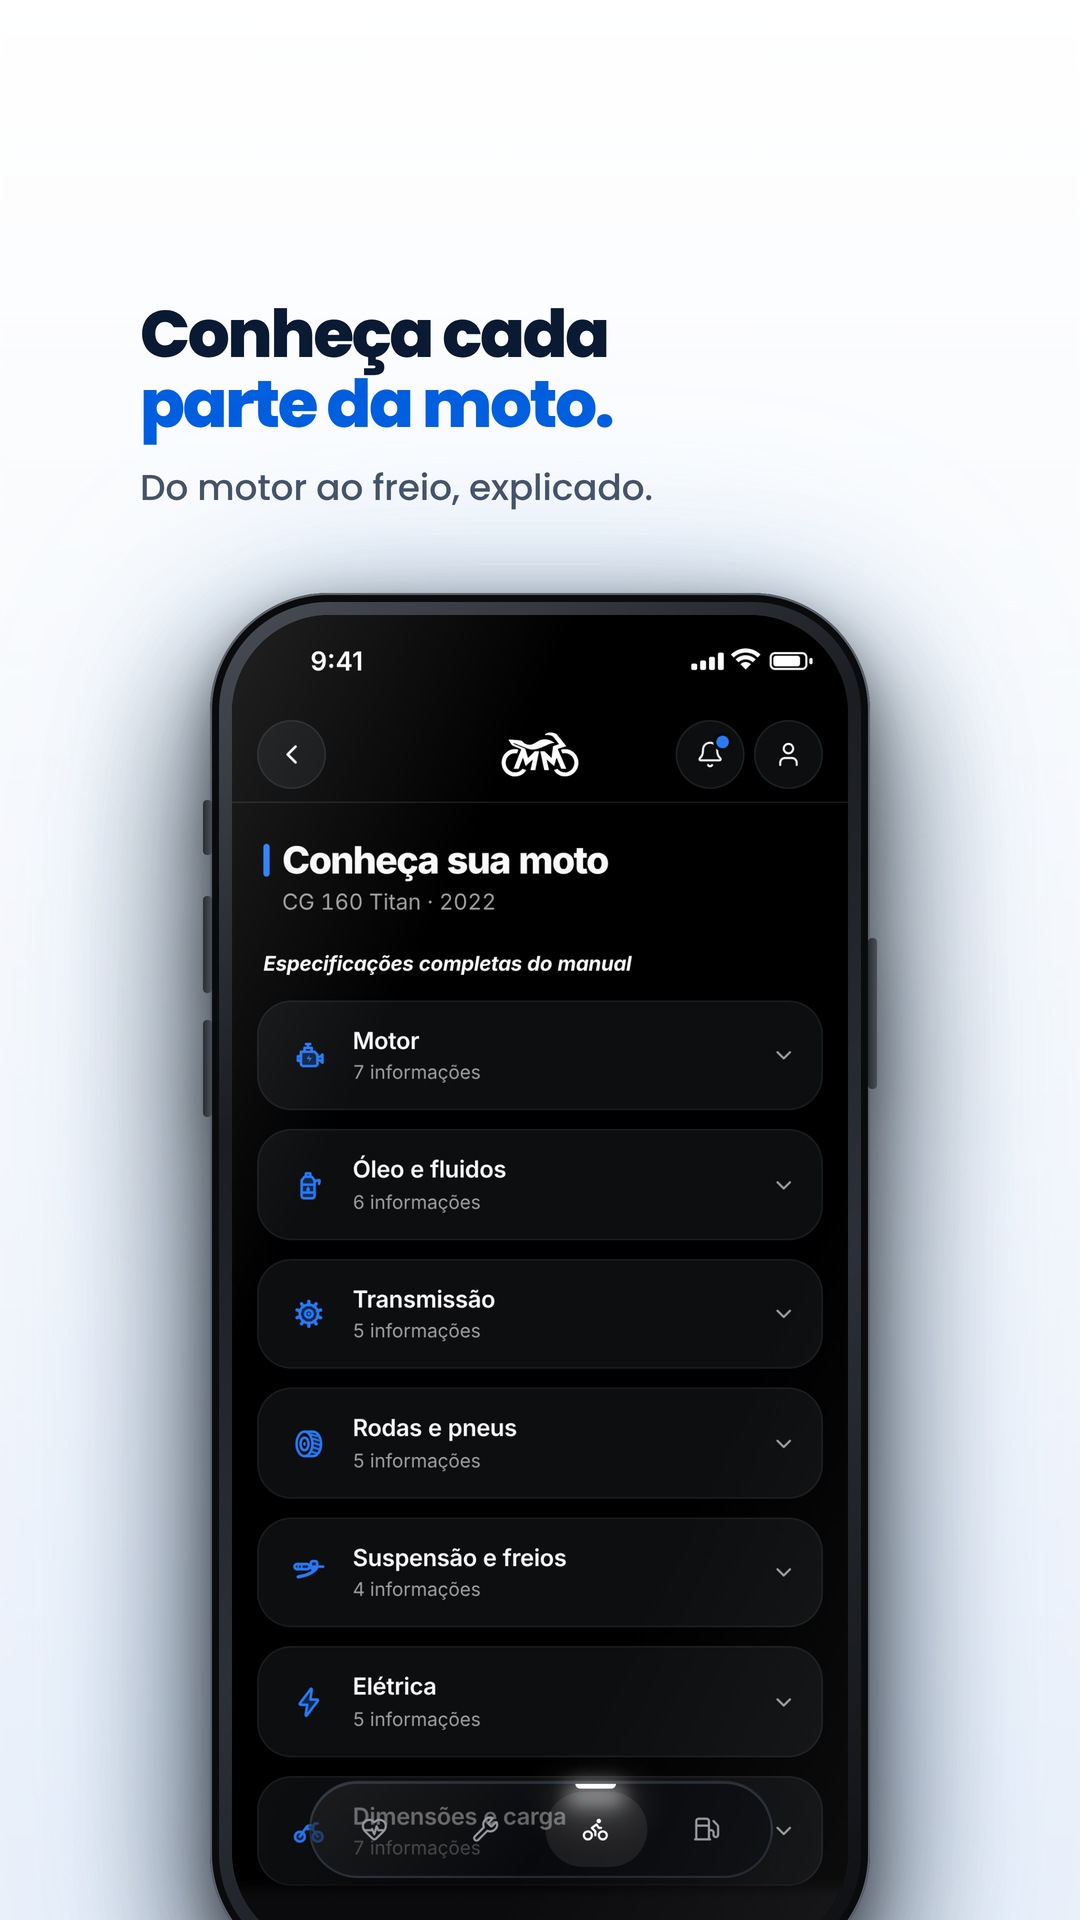 Conheça cada
parte da moto.
Do motor ao freio, explicado.
9:41
MM
Conheça sua moto
CG 160 Titan · 2022
Especificações completas do manual
Motor
7 informações
Óleo e fluidos
6 informações
Transmissão
5 informações
Rodas e pneus
5 informações
Suspensão e freios
4 informações
Elétrica
5 informações
Dimensões e carga
7 informações